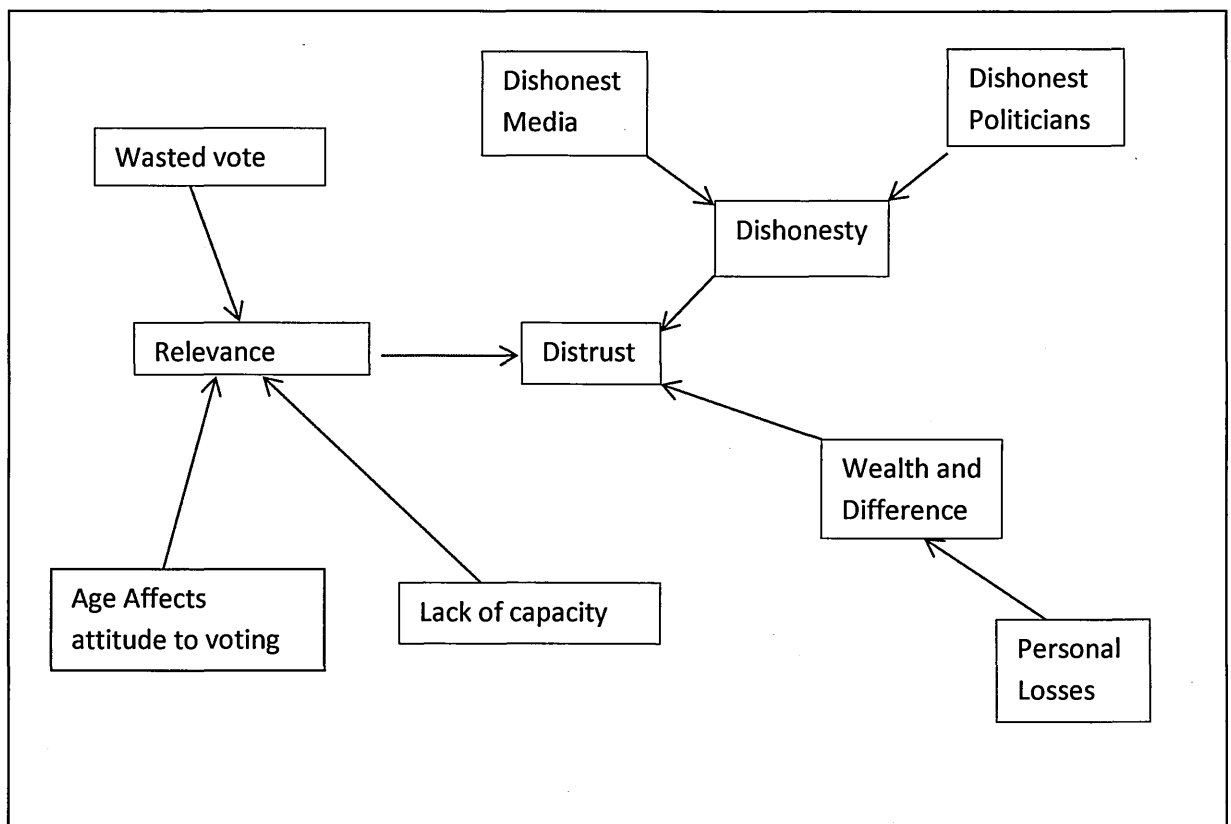 Dishonest
Media
Dishonest
Politicians
Wasted vote
Dishonesty
Relevance
Distrust
Wealth and
Difference
Age Affects
attitude to voting
Lack of capacity
Personal
Losses